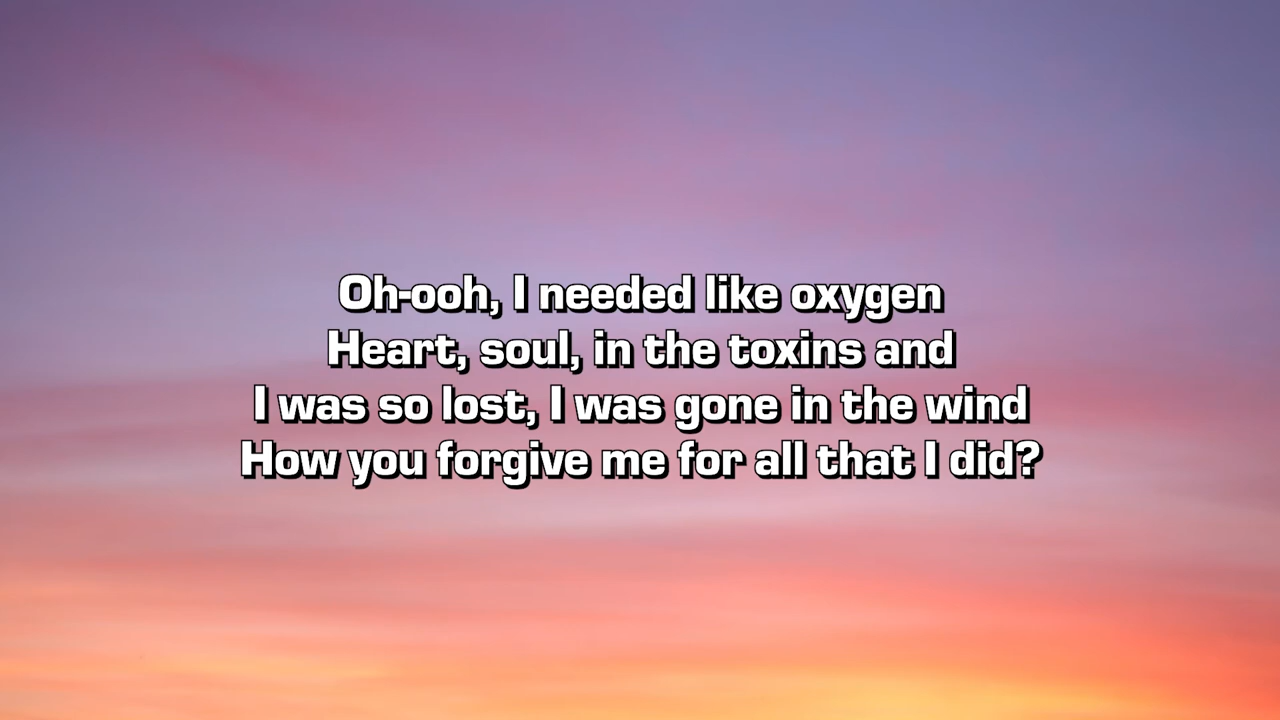 Oh-ooh, I needed like oxygen
Heart, soul, in the toxins and
I was so lost, I was gone in the wind
How you forgive me for all that I did?